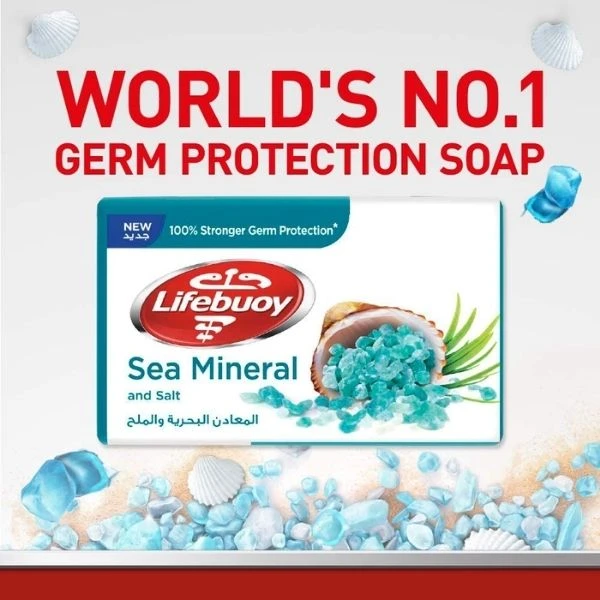 WORLD'S NO.1
GERM PROTECTION SOAP
NEW
جديد
100% Stronger Germ Protection*
Lifebuoy
Sea Mineral
and Salt
المعادن البحرية والملح